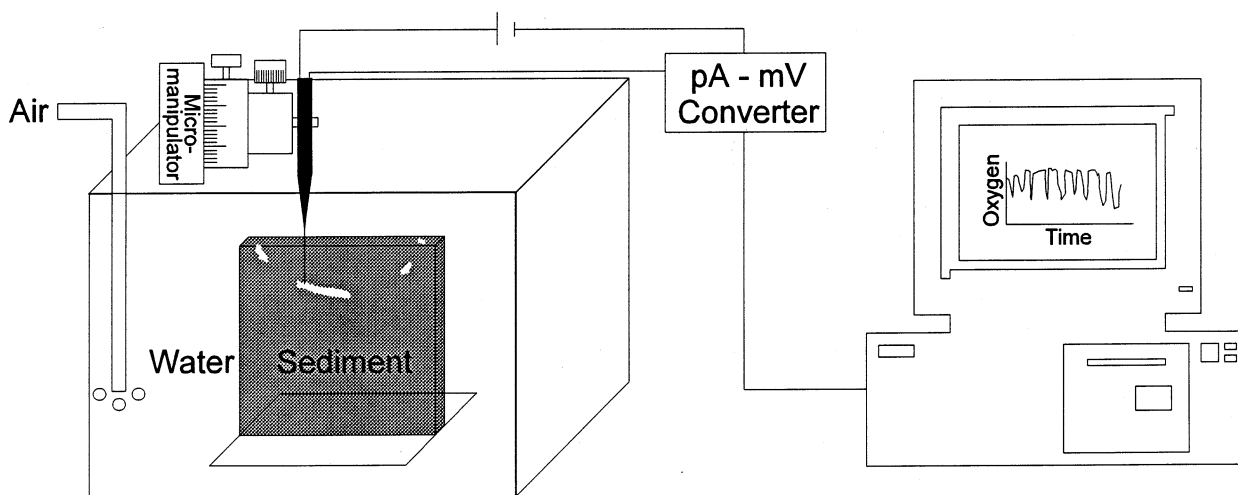 Air
Micro-
manipulator
pA - mV
Converter
Oxygen
Time
Water
Sediment